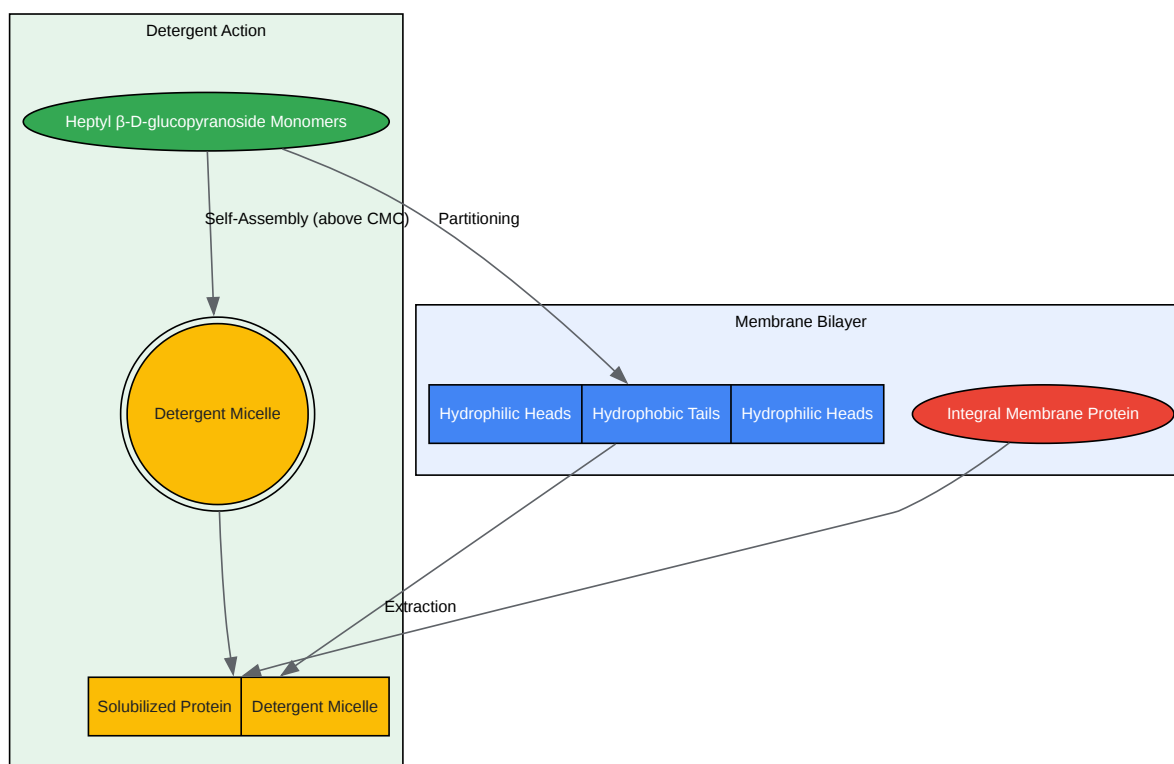 Detergent Action
Heptyl β-D-glucopyranoside Monomers
Self-Assembly (above CMC)
Partitioning
Membrane Bilayer
Detergent Micelle
Hydrophilic Heads
Hydrophobic Tails
Hydrophilic Heads
Integral Membrane Protein
Extraction
Solubilized Protein
Detergent Micelle